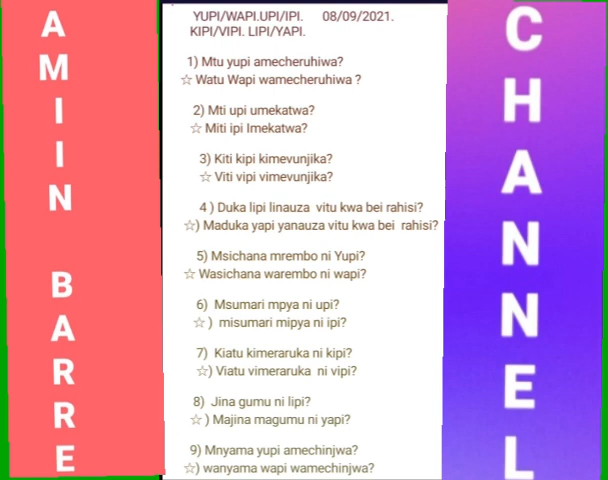 AMIIN BARRE
YUPI/WAPI.UPI/IPI. 08/09/2021.
KIPI/VIPI. LIPI/YAPI.
1) Mtu yupi amecheruhiwa?
☆ Watu Wapi wamecheruhiwa ?
2) Mti upi umekatwa?
☆ Miti ipi Imekatwa?
3) Kiti kipi kimevunjika?
☆ Viti vipi vimevunjika?
4 ) Duka lipi linauza vitu kwa bei rahisi?
☆) Maduka yapi yanauza vitu kwa bei rahisi?
5) Msichana mrembo ni Yupi?
☆ Wasichana warembo ni wapi?
6) Msumari mpya ni upi?
☆ ) misumari mipya ni ipi?
7) Kiatu kimeraruka ni kipi?
☆) Viatu vimeraruka ni vipi?
8) Jina gumu ni lipi?
☆ ) Majina magumu ni yapi?
9) Mnyama yupi amechinjwa?
☆) wanyama wapi wamechinjwa?
CHANNEL